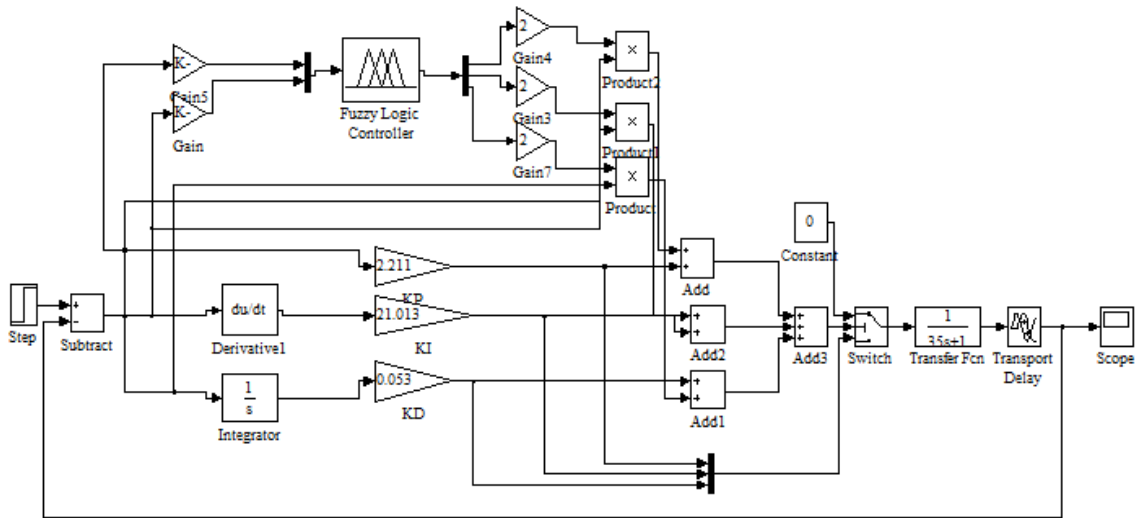 2
Gain4
×
Product2
K-
Gain5
K-
Gain
Fuzzy Logic
Controller
2
Gain3
×
Product1
2
Gain7
×
Product
0
Constant
2.211
KP
+
+
Add
Step
+
−
Subtract
du/dt
Derivative1
21.013
KI
+
+
Add2
+
+
+
Add3
Switch
1
35s+1
Transfer Fcn
Transport
Delay
Scope
1
s
Integrator
0.053
KD
+
+
Add1